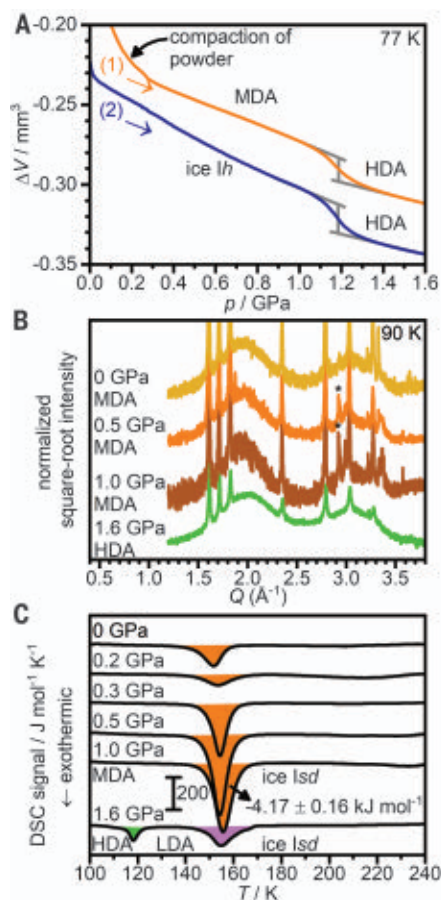 A
77 K
compaction of
powder
(1)
MDA
(2)
ice Ih
HDA
HDA
ΔV / mm³
-0.20
-0.25
-0.30
-0.35
0.0 0.2 0.4 0.6 0.8 1.0 1.2 1.4 1.6
p / GPa
B
90 K
0 GPa
MDA
*
0.5 GPa
MDA
*
1.0 GPa
MDA
1.6 GPa
HDA
normalized
square-root intensity
0.5 1.0 1.5 2.0 2.5 3.0 3.5
Q (Å⁻¹)
C
0 GPa
0.2 GPa
0.3 GPa
0.5 GPa
1.0 GPa
MDA
ice Isd
200
-4.17 ± 0.16 kJ mol⁻¹
1.6 GPa
HDA
LDA
ice Isd
DSC signal / J mol⁻¹ K⁻¹
← exothermic
100 120 140 160 180 200 220 240
T / K